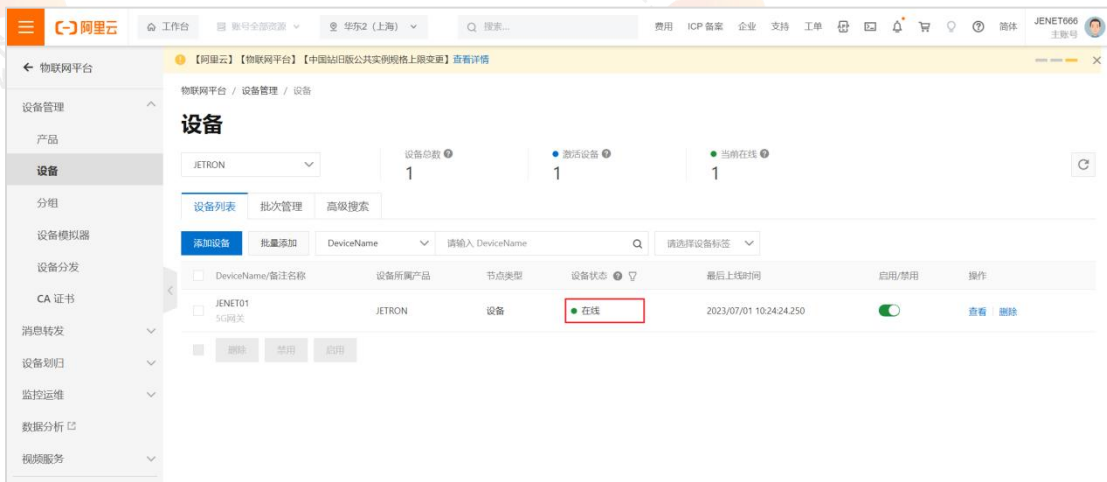 阿里云 工作台 账号全部资源 华东2（上海） 搜索... 费用 ICP 备案 企业 支持 工单 简体 JENET666
主账号
物联网平台 【阿里云】【物联网平台】【中国站旧版公共实例规格上限变更】查看详情
物联网平台 / 设备管理 / 设备
设备管理
产品
设备
分组
设备模拟器
设备分发
CA 证书
消息转发
设备划归
监控运维
数据分析
视频服务
设备
JETRON 设备总数 激活设备 当前在线
1 1 1
设备列表 批次管理 高级搜索
添加设备 批量添加 DeviceName 请输入 DeviceName 请选择设备标签
DeviceName/备注名称 设备所属产品 节点类型 设备状态 最后上线时间 启用/禁用 操作
JENET01 JETRON 设备 在线 2023/07/01 10:24:24.250 查看 删除
5G网关
删除 禁用 启用